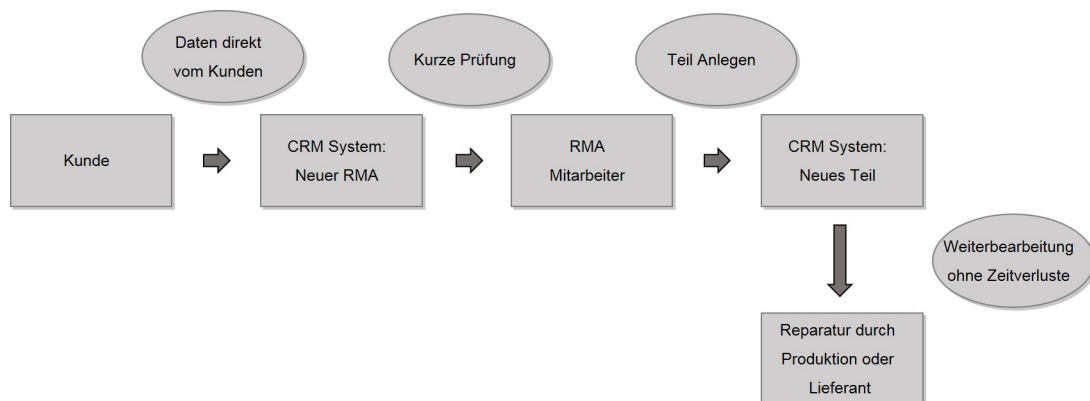 Daten direkt
vom Kunden
Kurze Prüfung
Teil Anlegen
Kunde
CRM System:
Neuer RMA
RMA
Mitarbeiter
CRM System:
Neues Teil
Weiterbearbeitung
ohne Zeitverluste
Reparatur durch
Produktion oder
Lieferant